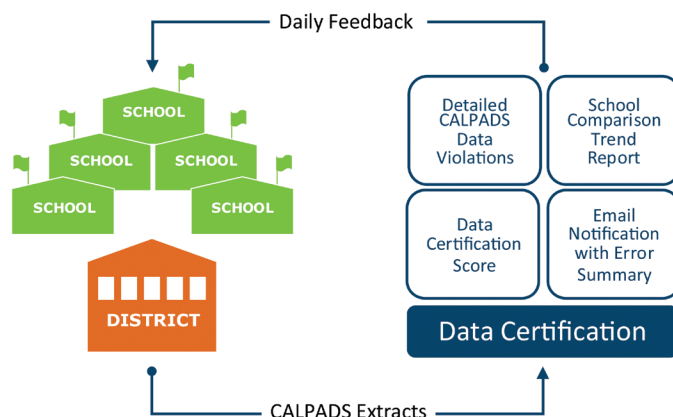 Daily Feedback
SCHOOL
SCHOOL
SCHOOL
SCHOOL
SCHOOL
DISTRICT
Detailed
CALPADS
Data
Violations
School
Comparison
Trend
Report
Data
Certification
Score
Email
Notification
with Error
Summary
Data Certification
CALPADS Extracts